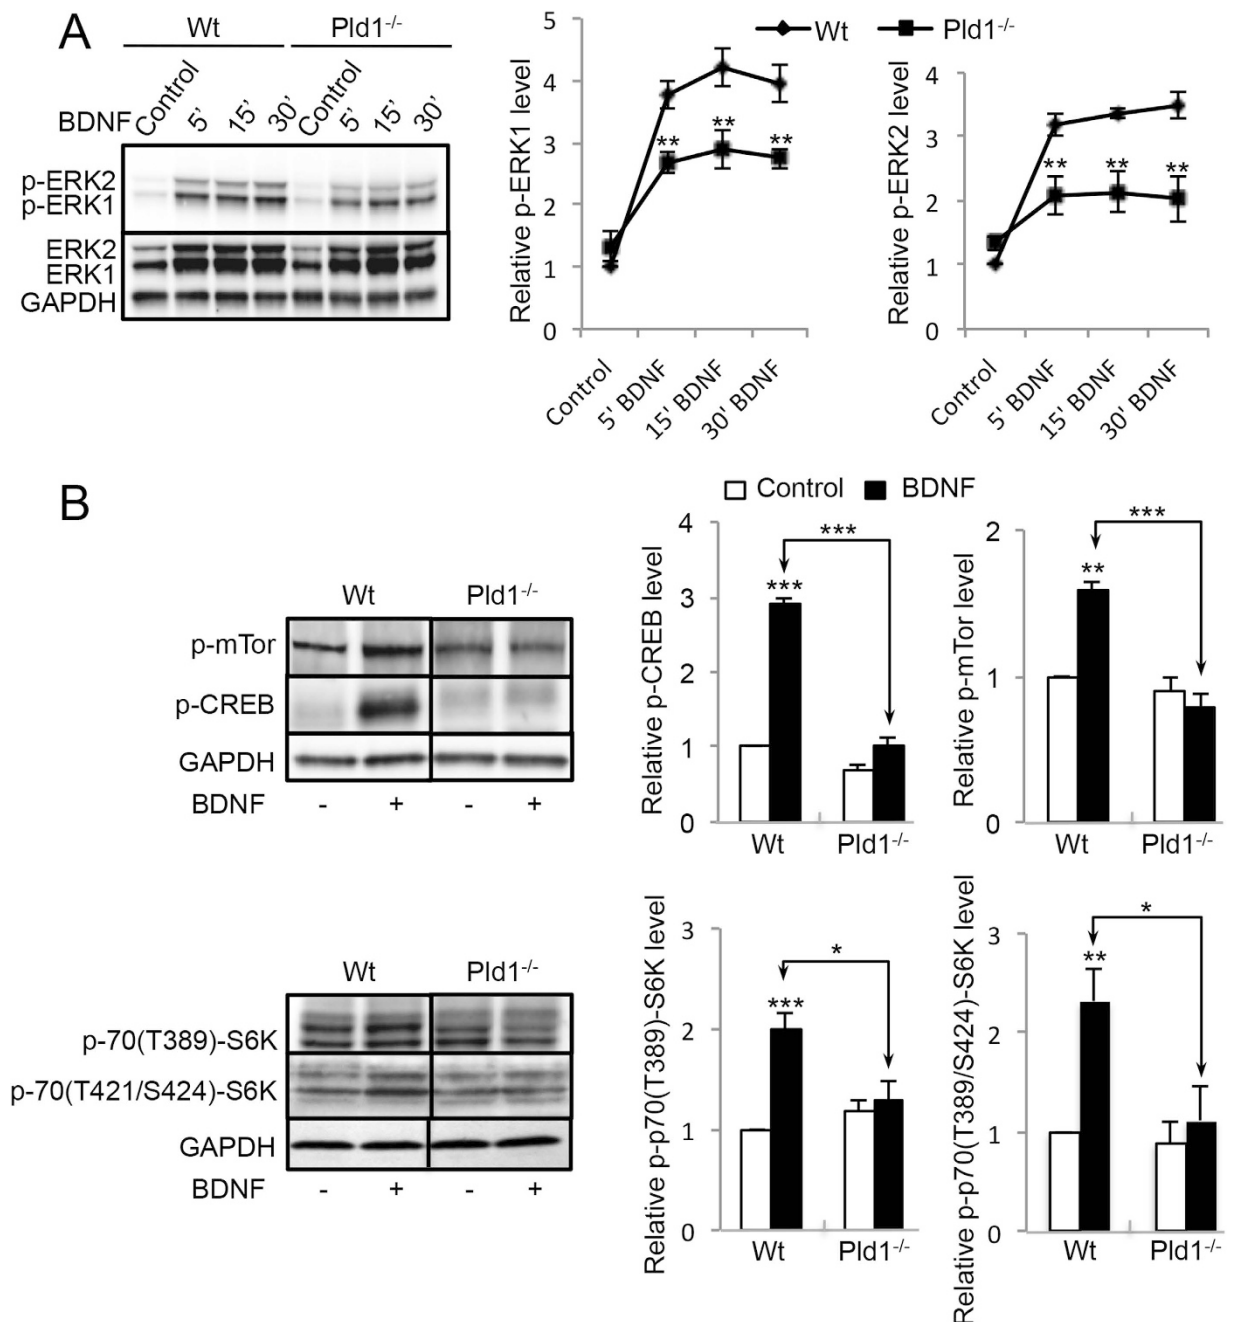 A
Wt Pld1-/-
BDNF Control 5' 15' 30' Control 5' 15' 30'
p-ERK2
p-ERK1
ERK2
ERK1
GAPDH
Wt Pld1-/-
Relative p-ERK1 level
5
4
3
2
1
0
** ** **
Control 5' BDNF 15' BDNF 30' BDNF
Relative p-ERK2 level
4
3
2
1
0
** ** **
Control 5' BDNF 15' BDNF 30' BDNF
B
Wt Pld1-/-
p-mTor
p-CREB
GAPDH
BDNF - + - +
Control BDNF
Relative p-CREB level
4
3
2
1
0
***
***
Wt Pld1-/-
Relative p-mTor level
2
1
0
***
**
Wt Pld1-/-
Wt Pld1-/-
p-70(T389)-S6K
p-70(T421/S424)-S6K
GAPDH
BDNF - + - +
Relative p-p70(T389)-S6K level
3
2
1
0
*
***
Wt Pld1-/-
Relative p-p70(T389/S424)-S6K level
3
2
1
0
*
**
Wt Pld1-/-